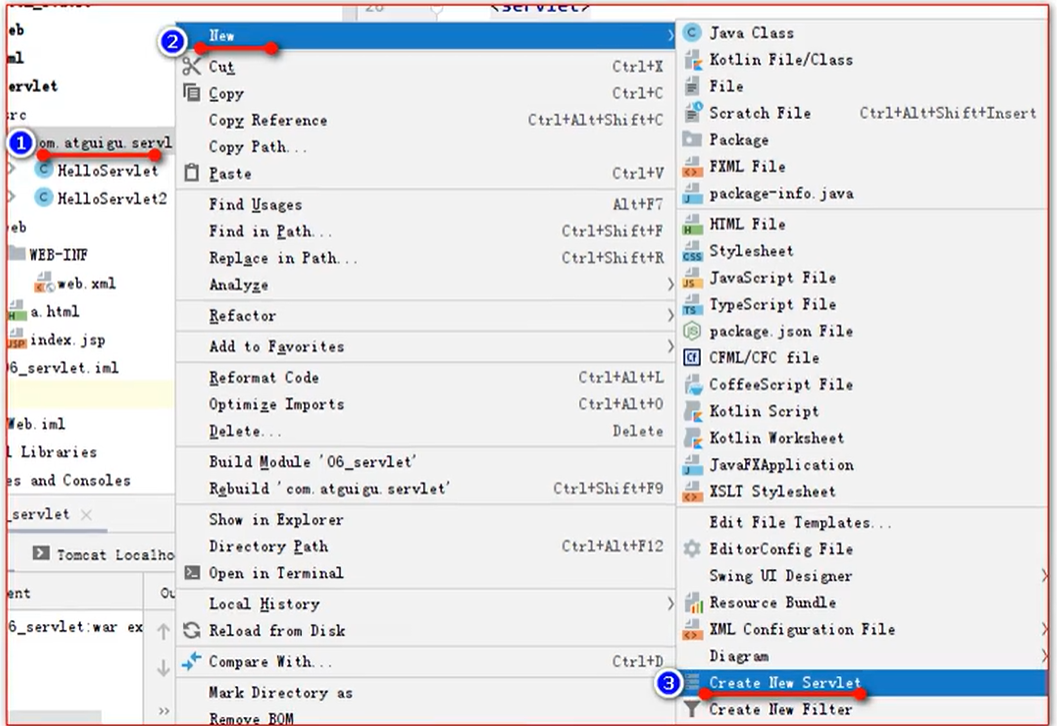 <servlet>
eb
ml
ervlet
src
1 om.atguigu.servl
HelloServlet
HelloServlet2
eb
WEB-INF
web.xml
a.html
index.jsp
06_servlet.iml
Web.iml
l Libraries
es and Consoles
_servlet
Tomcat Localho
ent
Ou
6_servlet:war ex
2 New
Cut Ctrl+X
Copy Ctrl+C
Copy Reference Ctrl+Alt+Shift+C
Copy Path...
Paste Ctrl+V
Find Usages Alt+F7
Find in Path... Ctrl+Shift+F
Replace in Path... Ctrl+Shift+R
Analyze
Refactor
Add to Favorites
Reformat Code Ctrl+Alt+L
Optimize Imports Ctrl+Alt+O
Delete... Delete
Build Module '06_servlet'
Rebuild 'com.atguigu.servlet' Ctrl+Shift+F9
Show in Explorer
Directory Path Ctrl+Alt+F12
Open in Terminal
Local History
Reload from Disk
Compare With... Ctrl+D
Mark Directory as
Remove BOM
Java Class
Kotlin File/Class
File
Scratch File Ctrl+Alt+Shift+Insert
Package
FXML File
package-info.java
HTML File
Stylesheet
JavaScript File
TypeScript File
package.json File
CFML/CFC file
CoffeeScript File
Kotlin Script
Kotlin Worksheet
JavaFXApplication
XSLT Stylesheet
Edit File Templates...
EditorConfig File
Swing UI Designer
Resource Bundle
XML Configuration File
Diagram
3 Create New Servlet
Create New Filter